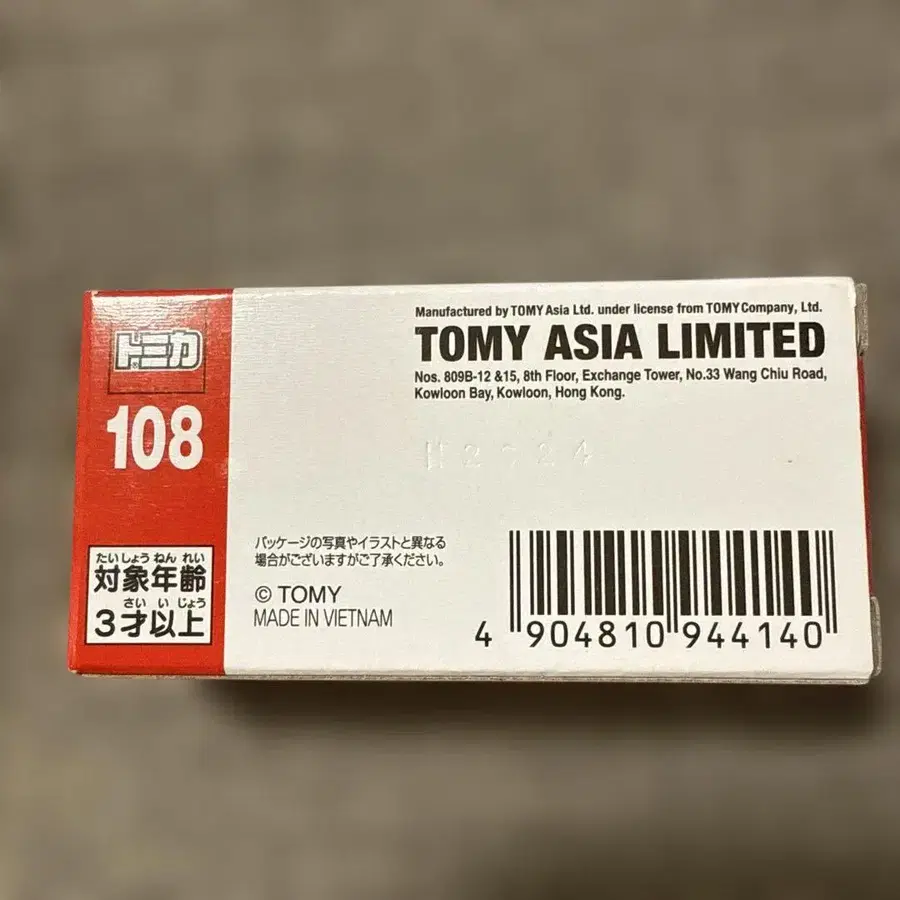 トミカ®
108
たいしょう ねん れい
対象年齢
さい い じょう
3才以上
Manufactured by TOMY Asia Ltd. under license from TOMY Company, Ltd.
TOMY ASIA LIMITED
Nos. 809B-12 &15, 8th Floor, Exchange Tower, No.33 Wang Chiu Road,
Kowloon Bay, Kowloon, Hong Kong.
パッケージの写真やイラストと異なる
場合がございますがご了承ください。
© TOMY
MADE IN VIETNAM
4 904810 944140